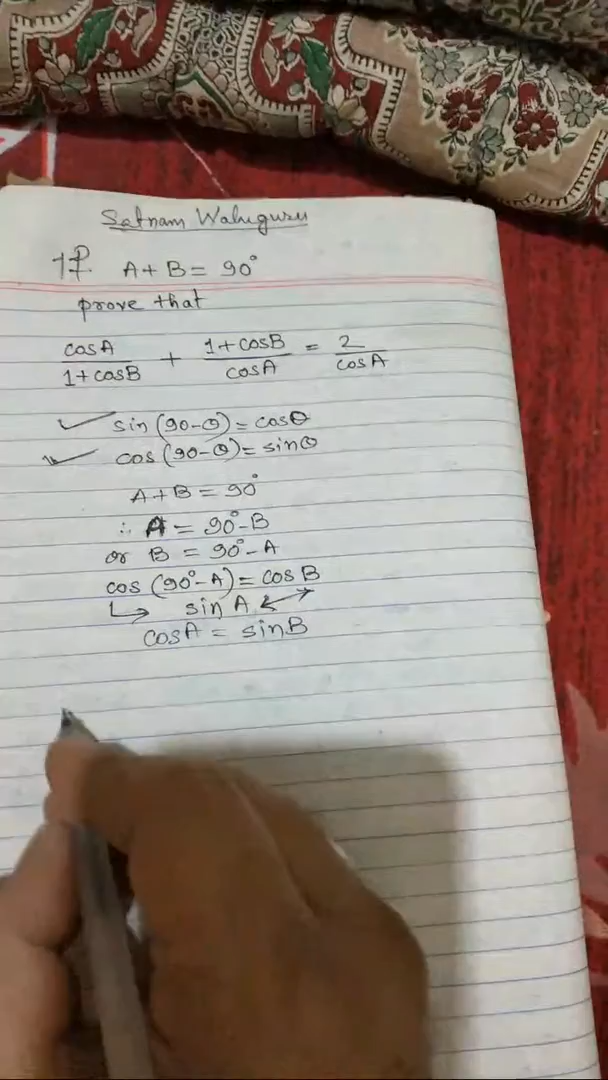 Satnam Waheguru
If A + B = 90°
prove that
cosA/1+cosB + 1+cosB/cosA = 2/cosA
sin(90-θ) = cosθ
cos(90-θ) = sinθ
A+B = 90°
∴ A = 90°-B
or B = 90°-A
cos (90°-A) = cos B
↳ sin A ↙
cosA = sinB